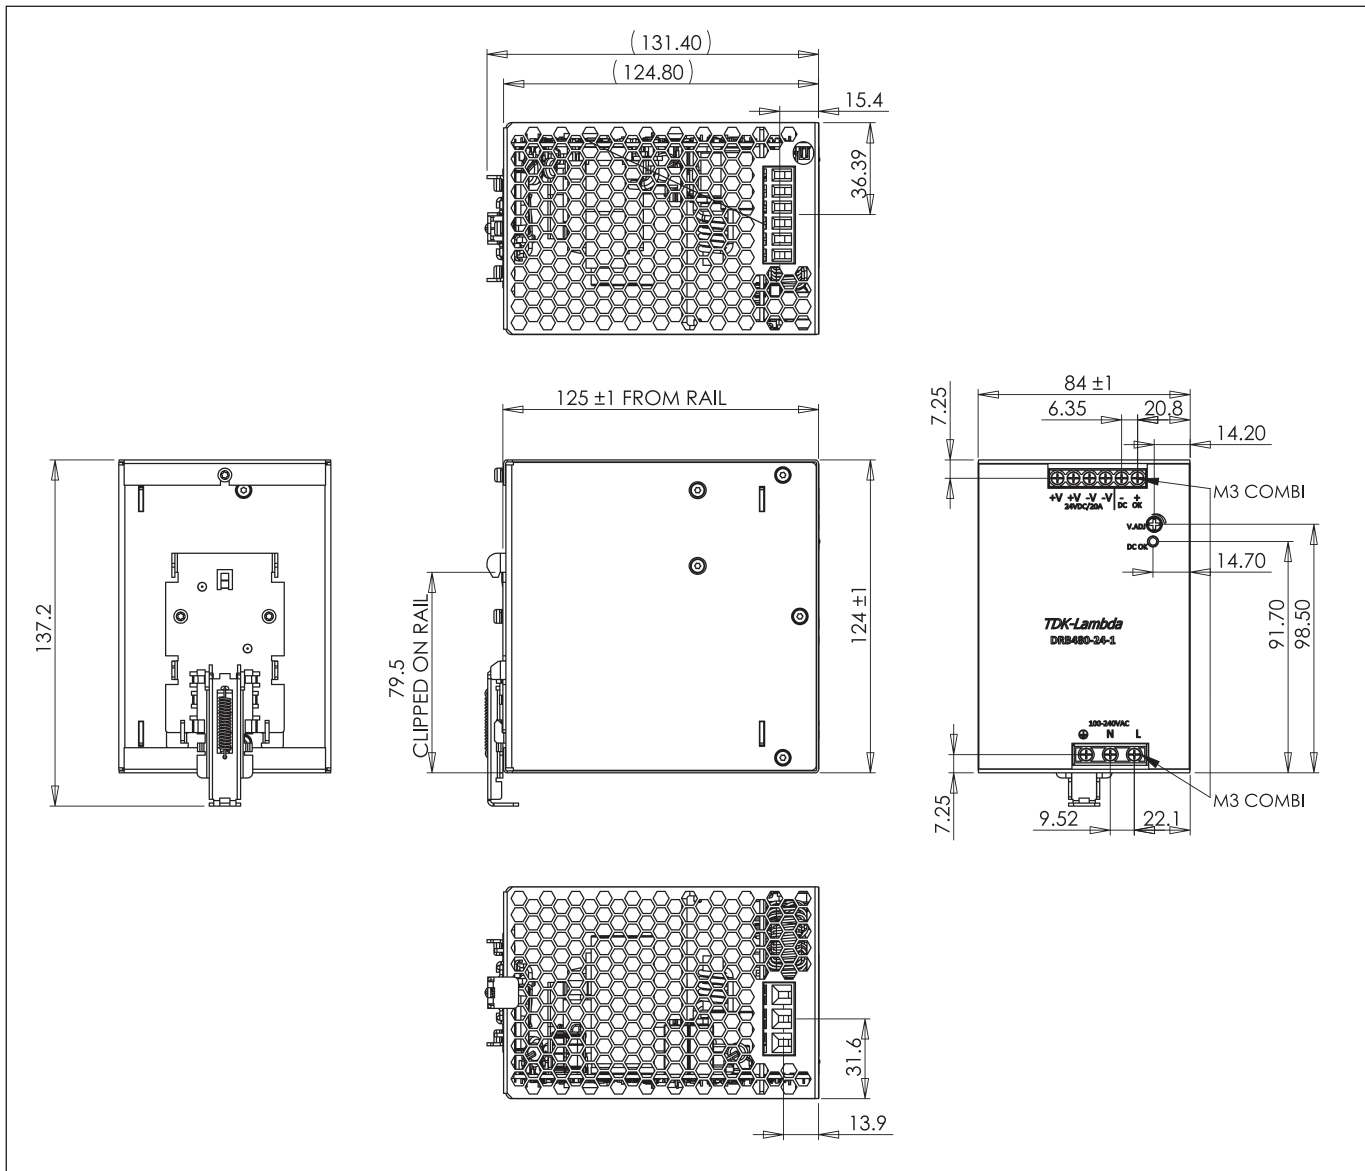 (131.40)
(124.80)
15.4
36.39
125 ±1 FROM RAIL
79.5
CLIPPED ON RAIL
124 ±1
137.2
84 ±1
6.35
20.8
7.25
14.20
M3 COMBI
+V +V -V -V - +
24VDC/20A DC OK
V.ADJ
DC OK
14.70
91.70
98.50
TDK-Lambda
DRB480-24-1
100-240VAC
N L
M3 COMBI
7.25
9.52
22.1
31.6
13.9